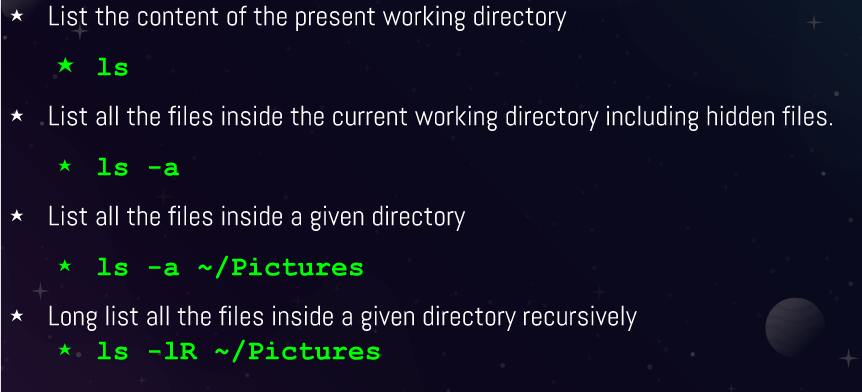 List the content of the present working directory
ls
List all the files inside the current working directory including hidden files.
ls -a
List all the files inside a given directory
ls -a ~/Pictures
Long list all the files inside a given directory recursively
ls -lR ~/Pictures